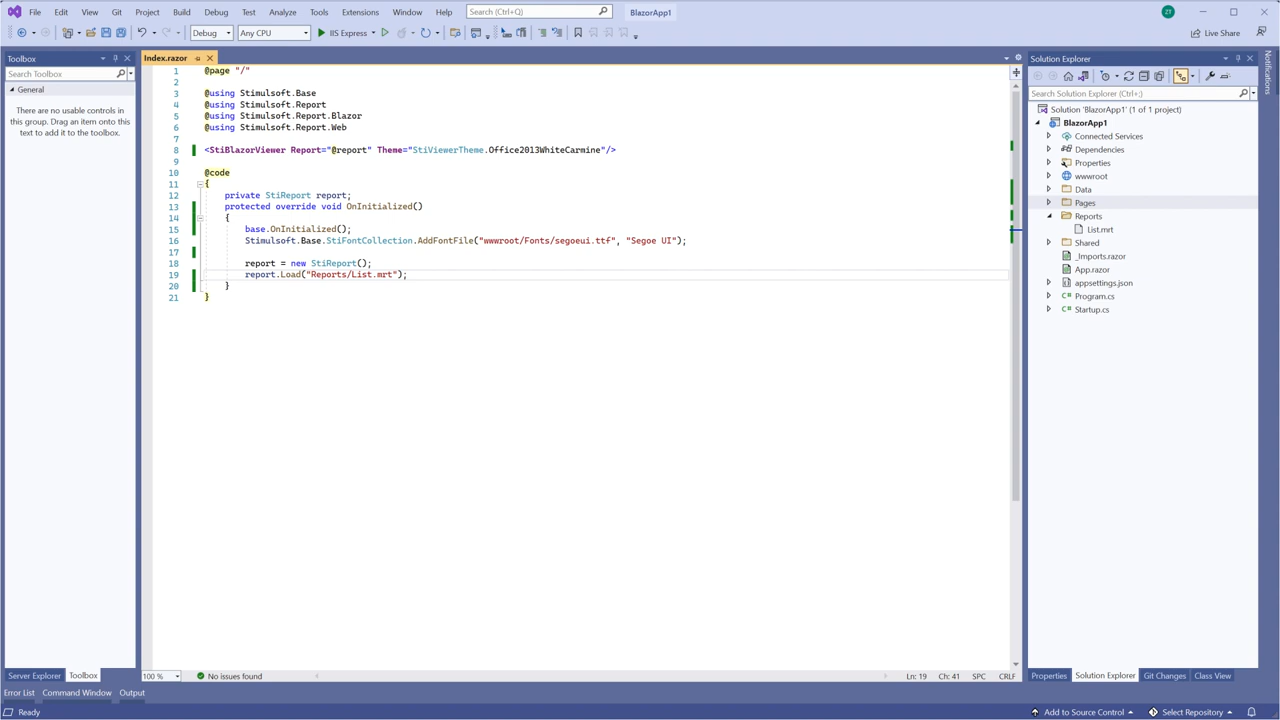 File Edit View Git Project Build Debug Test Analyze Tools Extensions Window Help Search (Ctrl+Q) BlazorApp1 ZT
Debug Any CPU IIS Express Live Share
Toolbox
Search Toolbox
General
There are no usable controls in
this group. Drag an item onto this
text to add it to the toolbox.
Server Explorer Toolbox
Index.razor
1 @page "/"
2
3 @using Stimulsoft.Base
4 @using Stimulsoft.Report
5 @using Stimulsoft.Report.Blazor
6 @using Stimulsoft.Report.Web
7
8 <StiBlazorViewer Report="@report" Theme="StiViewerTheme.Office2013WhiteCarmine"/>
9
10 @code
11 {
12 private StiReport report;
13 protected override void OnInitialized()
14 {
15 base.OnInitialized();
16 Stimulsoft.Base.StiFontCollection.AddFontFile("wwwroot/Fonts/segoeui.ttf", "Segoe UI");
17
18 report = new StiReport();
19 report.Load("Reports/List.mrt");
20 }
21 }
100 % No issues found Ln: 19 Ch: 41 SPC CRLF
Solution Explorer
Search Solution Explorer (Ctrl+;)
Solution 'BlazorApp1' (1 of 1 project)
BlazorApp1
Connected Services
Dependencies
Properties
wwwroot
Data
Pages
Reports
List.mrt
Shared
_Imports.razor
App.razor
appsettings.json
C# Program.cs
C# Startup.cs
Properties Solution Explorer Git Changes Class View
Notifications
Error List Command Window Output
Ready Add to Source Control Select Repository